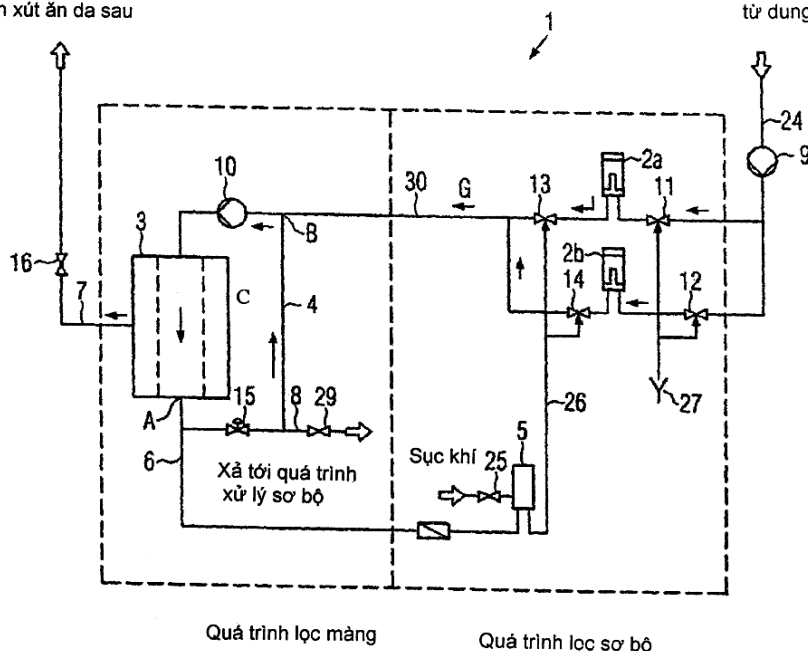 n xút ăn da sau
từ dung
1
24
9
2a
10
30
G
13
11
B
3
16
2b
C
14
12
7
4
15
A
8
29
26
27
5
6
Sục khí
25
Xả tới quá trình
xử lý sơ bộ
Quá trình lọc màng
Quá trình lọc sơ bộ